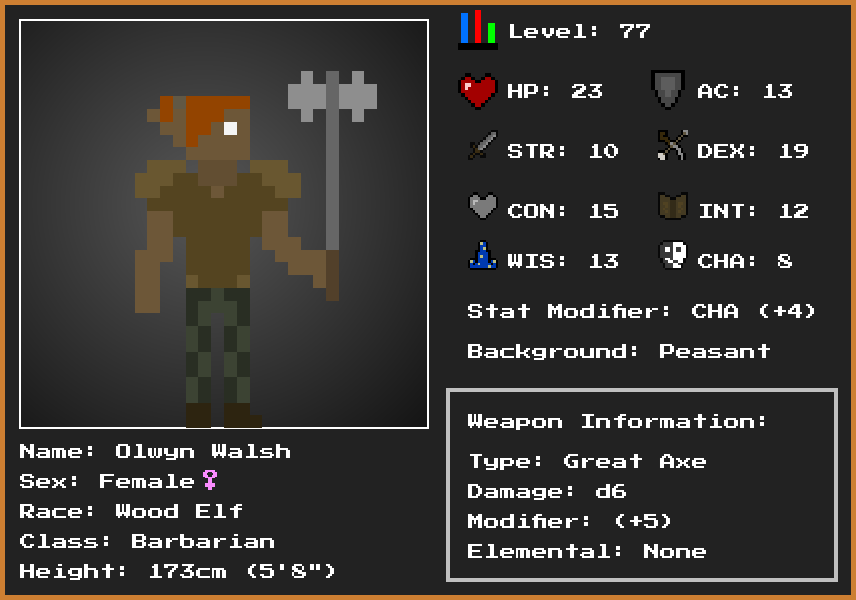 Level: 77
HP: 23 AC: 13
STR: 10 DEX: 19
CON: 15 INT: 12
WIS: 13 CHA: 8
Stat Modifier: CHA (+4)
Background: Peasant
Weapon Information:
Type: Great Axe
Damage: d6
Modifier: (+5)
Elemental: None
Name: Olwyn Walsh
Sex: Female♀
Race: Wood Elf
Class: Barbarian
Height: 173cm (5'8")